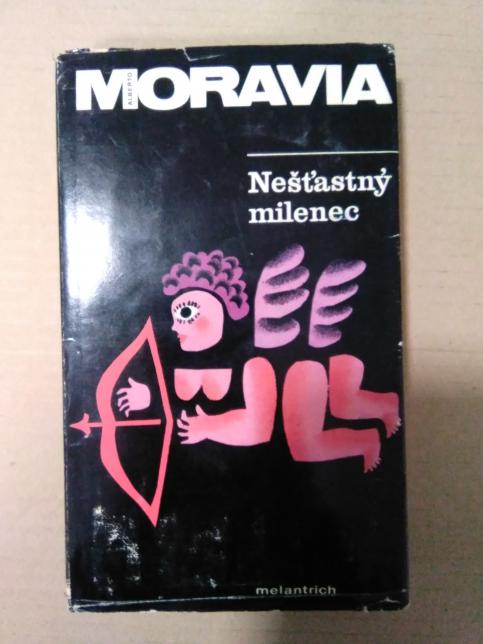 ALBERTO
MORAVIA
Nešťastný
milenec
melantrich